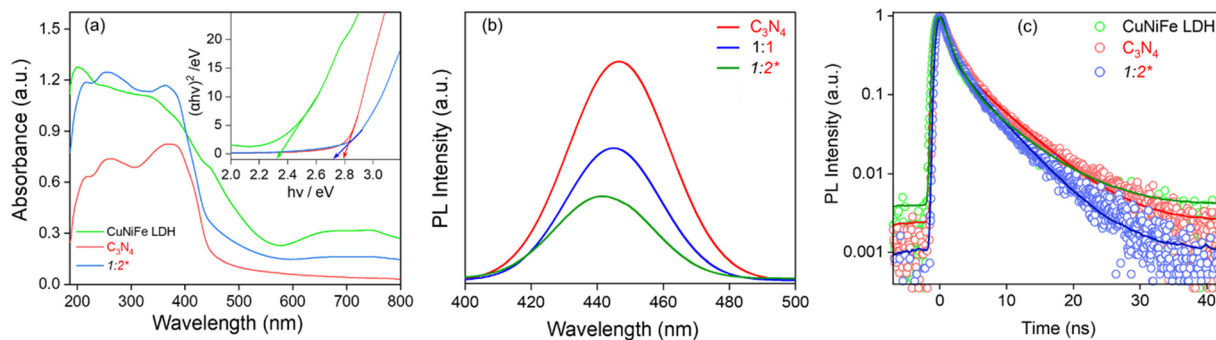 (a)
Absorbance (a.u.)
1.5
1.2
0.9
0.6
0.3
0.0
CuNiFe LDH
C₃N₄
1:2*
200 300 400 500 600 700 800
Wavelength (nm)
(αhν)² /eV
20
15
10
5
0
2.0 2.2 2.4 2.6 2.8 3.0
hν / eV
(b)
PL Intensity (a.u.)
C₃N₄
1:1
1:2*
400 420 440 460 480 500
Wavelength (nm)
(c)
PL Intensity (a.u.)
1
0.1
0.01
0.001
CuNiFe LDH
C₃N₄
1:2*
0 10 20 30 40
Time (ns)